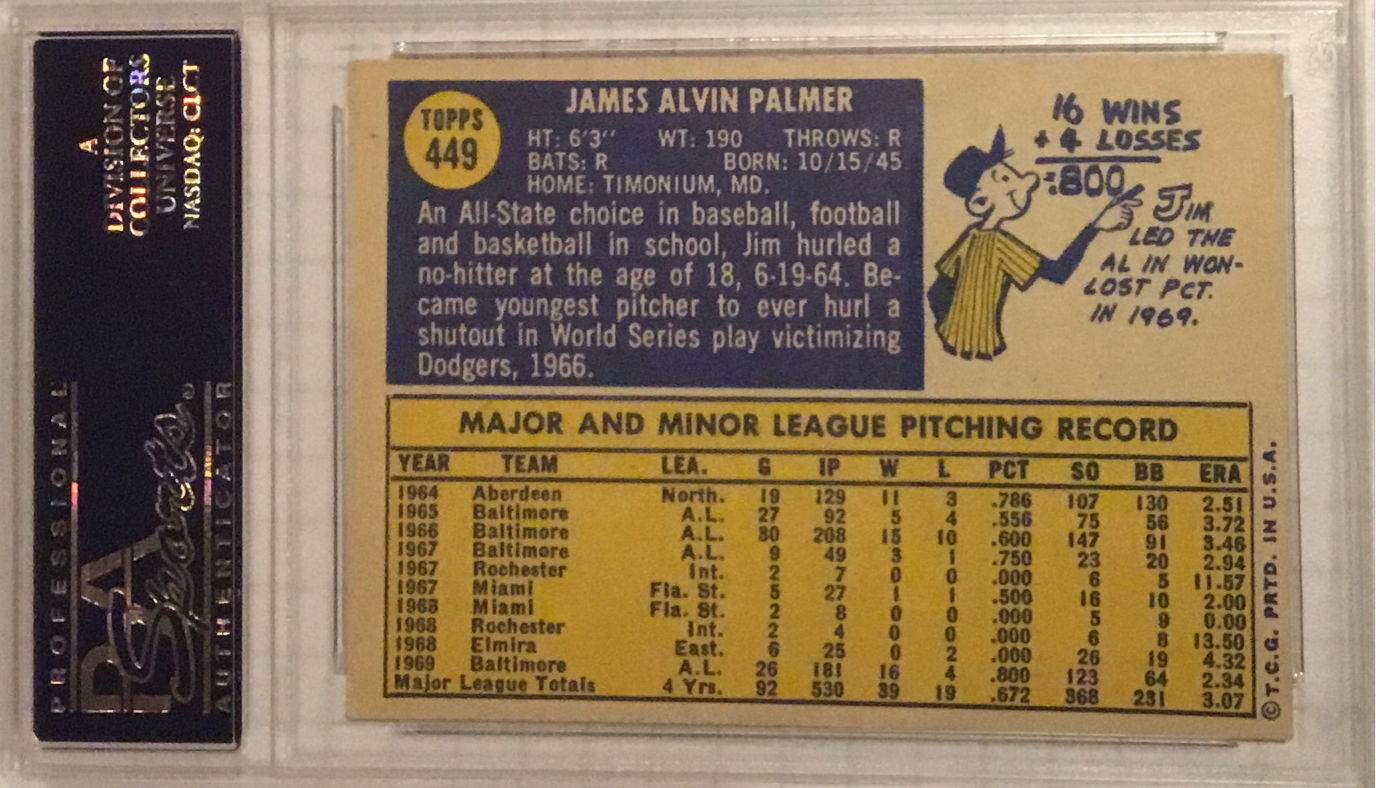 A
DIVISION OF
COLLECTORS
UNIVERSE
NASDAQ: CLCT
PROFESSIONAL
PSA
Sports
AUTHENTICATOR
TOPPS
449
JAMES ALVIN PALMER
HT: 6'3" WT: 190 THROWS: R
BATS: R BORN: 10/15/45
HOME: TIMONIUM, MD.
An All-State choice in baseball, football
and basketball in school, Jim hurled a
no-hitter at the age of 18, 6-19-64. Be-
came youngest pitcher to ever hurl a
shutout in World Series play victimizing
Dodgers, 1966.
16 WINS
+ 4 LOSSES
=.800
JIM
LED THE
AL IN WON-
LOST PCT.
IN 1969.
MAJOR AND MINOR LEAGUE PITCHING RECORD
YEAR TEAM LEA. G IP W L PCT SO BB ERA
1964 Aberdeen North. 19 129 11 3 .786 107 130 2.51
1965 Baltimore A.L. 27 92 5 4 .556 75 56 3.72
1966 Baltimore A.L. 30 208 15 10 .600 147 91 3.46
1967 Baltimore A.L. 9 49 3 1 .750 23 20 2.94
1967 Rochester Int. 2 7 0 0 .000 6 5 11.57
1967 Miami Fla. St. 5 27 1 1 .500 16 10 2.00
1968 Miami Fla. St. 2 8 0 0 .000 5 9 0.00
1968 Rochester Int. 2 4 0 0 .000 6 8 13.50
1968 Elmira East. 6 25 0 2 .000 26 19 4.32
1969 Baltimore A.L. 26 181 16 4 .800 123 64 2.34
Major League Totals 4 Yrs. 92 530 39 19 .672 368 231 3.07
©T.C.G. PRTD. IN U.S.A.